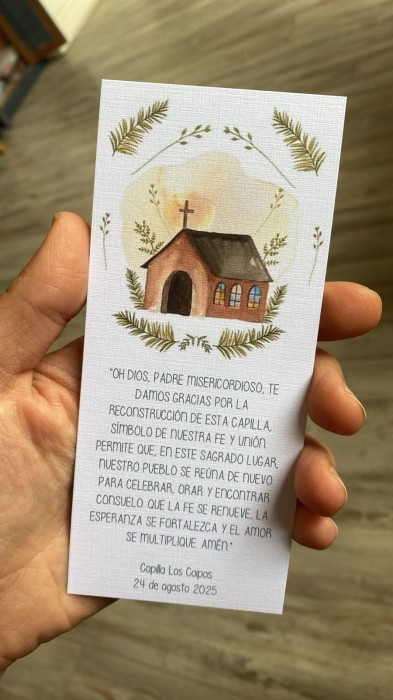 "OH DIOS, PADRE MISERICORDIOSO, TE
DAMOS GRACIAS POR LA
RECONSTRUCCIÓN DE ESTA CAPILLA,
SÍMBOLO DE NUESTRA FE Y UNIÓN.
PERMITE QUE, EN ESTE SAGRADO LUGAR,
NUESTRO PUEBLO SE REÚNA DE NUEVO
PARA CELEBRAR, ORAR Y ENCONTRAR
CONSUELO QUE LA FE SE RENUEVE, LA
ESPERANZA SE FORTALEZCA Y EL AMOR
SE MULTIPLIQUE. AMÉN"
Capilla Los Coipos
24 de agosto 2025